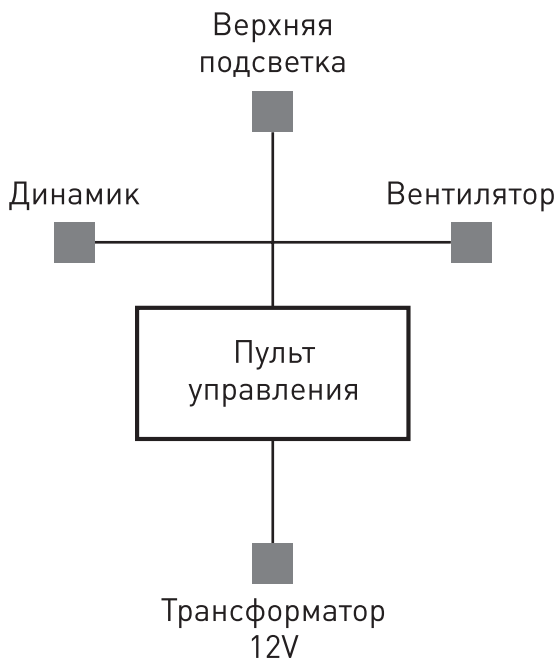 Верхняя
подсветка
Динамик
Вентилятор
Пульт
управления
Трансформатор
12V